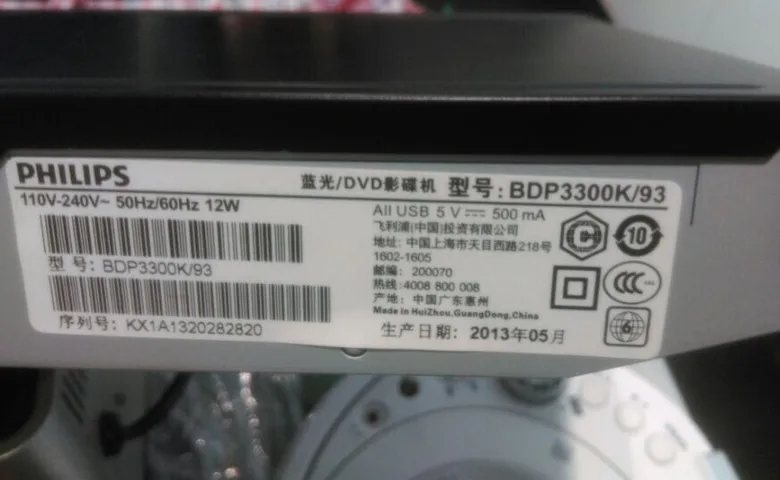 PHILIPS
蓝光/DVD影碟机 型号: BDP3300K/93
110V-240V~ 50Hz/60Hz 12W
型 号: BDP3300K/93
序列号: KX1A1320282820
All USB 5 V⎓ 500 mA
飞利浦(中国)投资有限公司
地址: 中国上海市天目西路218号
1602-1605
邮编: 200070
热线:4008 800 008
产地: 中国广东惠州
Made in HuiZhou,GuangDong,China
生产日期: 2013年05月
10
6